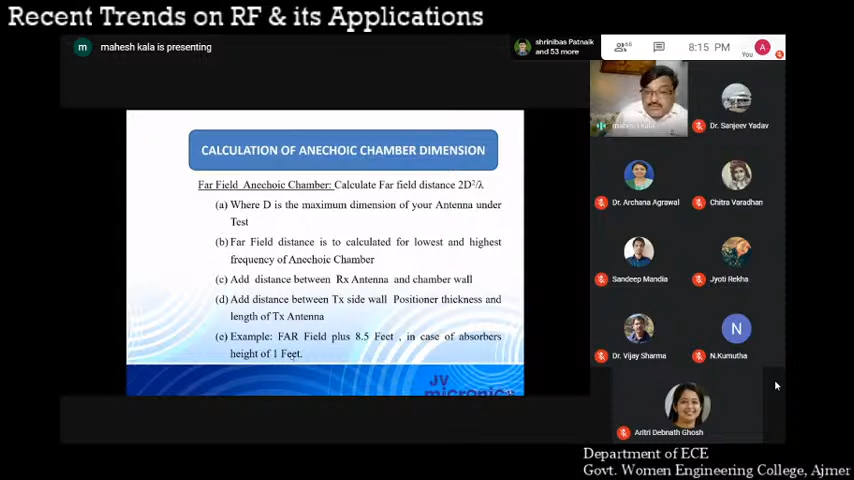 Recent Trends on RF & its Applications
m mahesh kala is presenting
shrinibas Patnaik
and 53 more
8:15 PM
You
A
CALCULATION OF ANECHOIC CHAMBER DIMENSION
Far Field Anechoic Chamber: Calculate Far field distance 2D²/λ
(a) Where D is the maximum dimension of your Antenna under
Test
(b) Far Field distance is to calculated for lowest and highest
frequency of Anechoic Chamber
(c) Add distance between Rx Antenna and chamber wall
(d) Add distance between Tx side wall Positioner thickness and
length of Tx Antenna
(e) Example: FAR Field plus 8.5 Feet , in case of absorbers
height of 1 Feet.
JV
micronics
mahesh kala
Dr. Sanjeev Yadav
Dr. Archana Agrawal
Chitra Varadhan
Sandeep Mandia
Jyoti Rekha
N
Dr. Vijay Sharma
N.Kumutha
Aritri Debnath Ghosh
Department of ECE
Govt. Women Engineering College, Ajmer